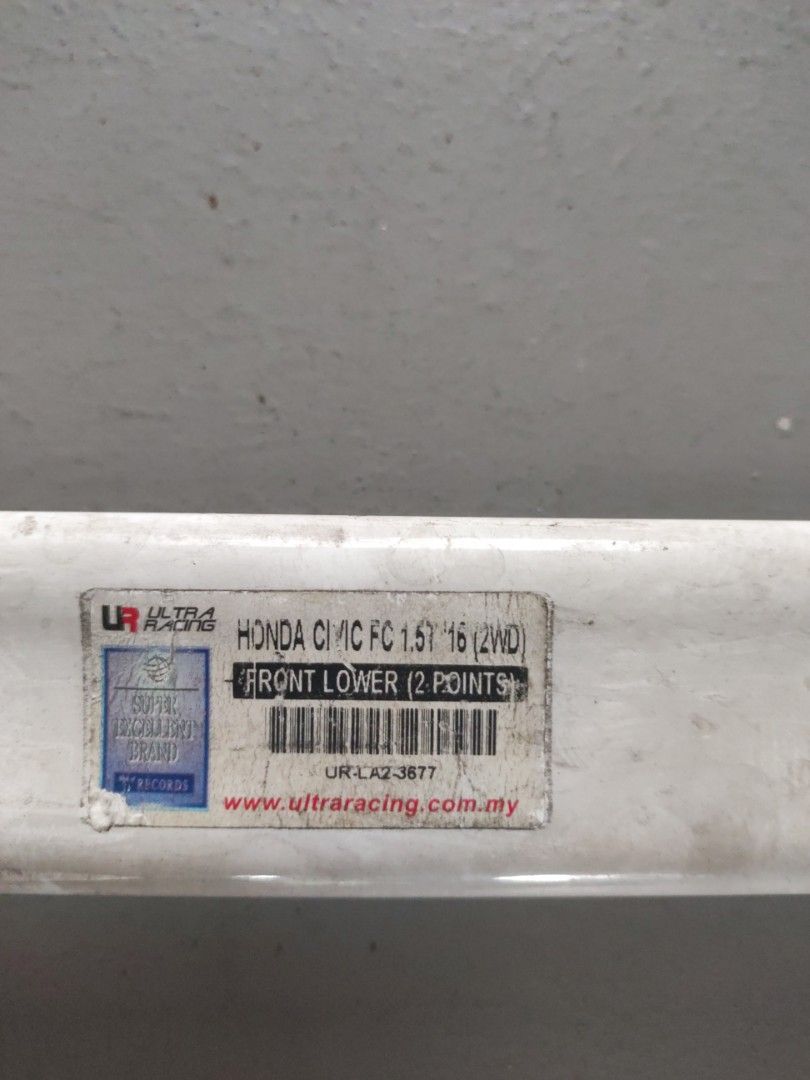 UR ULTRA RACING
HONDA CIVIC FC 1.5T '16 (2WD)
FRONT LOWER (2 POINTS)
SUPER
EXCELLENT
BRAND
RECORDS
UR-LA2-3677
www.ultraracing.com.my